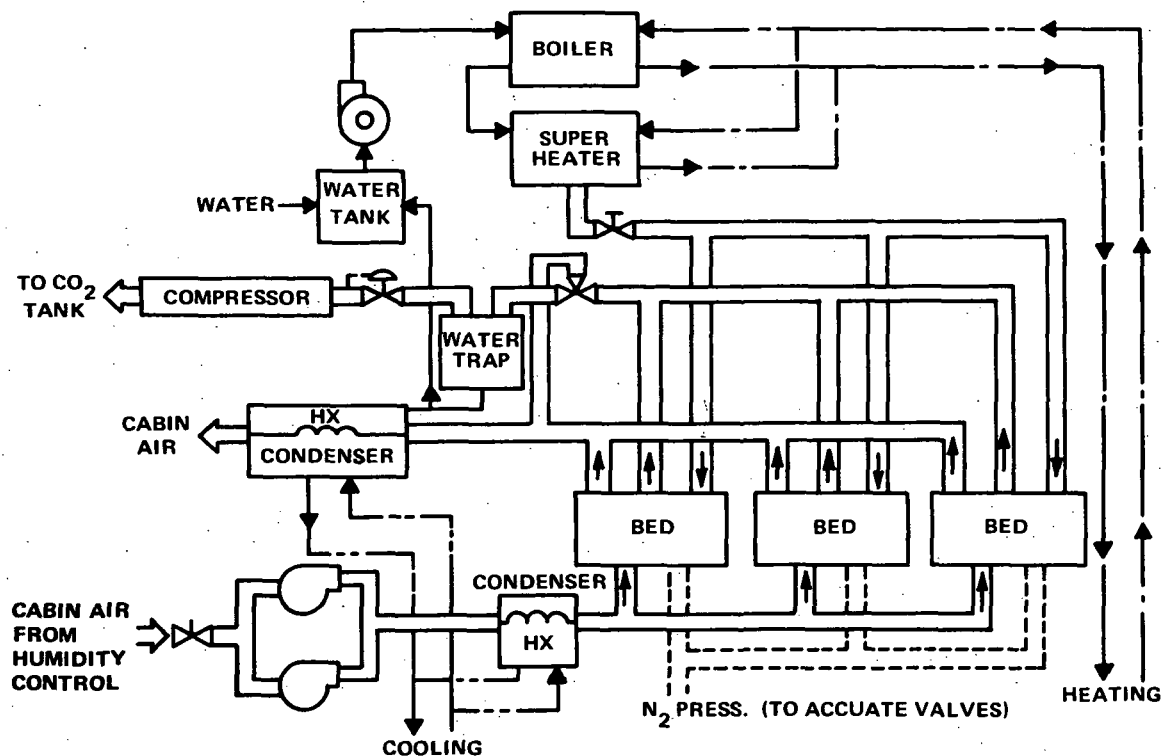 BOILER
SUPER
HEATER
WATER
WATER
TANK
TO CO2
TANK
COMPRESSOR
WATER
TRAP
CABIN
AIR
HX
CONDENSER
BED
BED
BED
CONDENSER
HX
CABIN AIR
FROM
HUMIDITY
CONTROL
N2 PRESS. (TO ACCUATE VALVES)
HEATING
COOLING